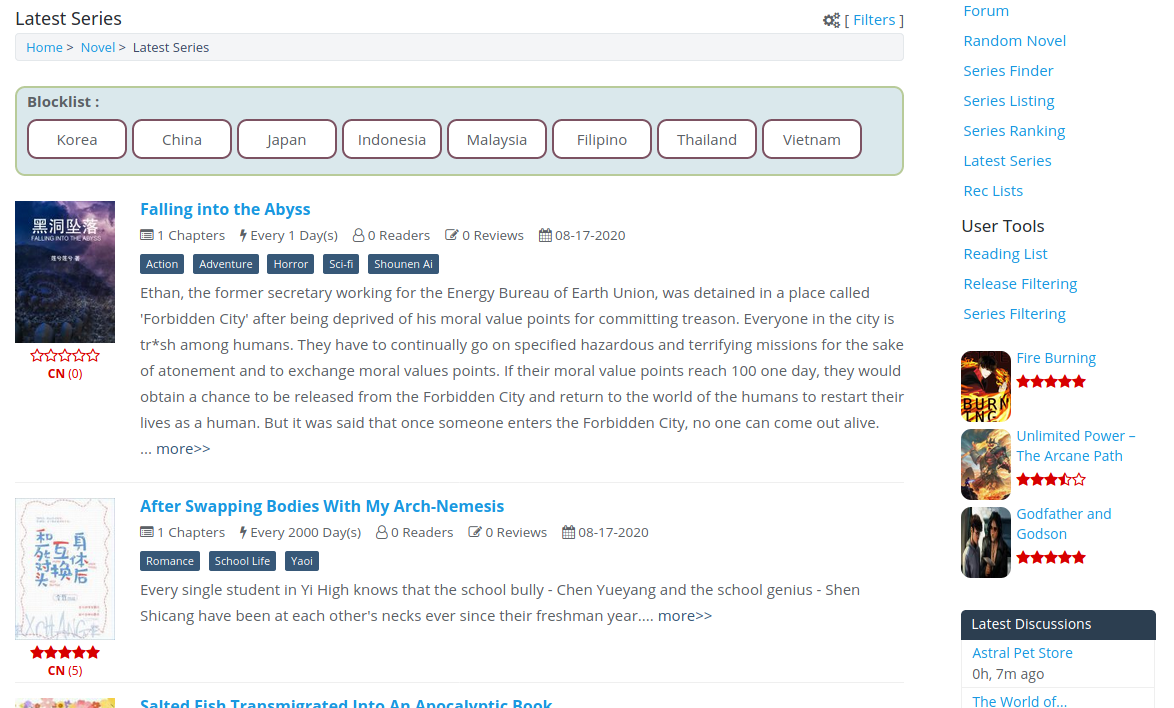 Latest Series
[ Filters ]
Home > Novel > Latest Series
Blocklist :
Korea
China
Japan
Indonesia
Malaysia
Filipino
Thailand
Vietnam
黑洞坠落
FALLING INTO THE ABYSS
CN (0)
Falling into the Abyss
1 Chapters Every 1 Day(s) 0 Readers 0 Reviews 08-17-2020
Action Adventure Horror Sci-fi Shounen Ai
Ethan, the former secretary working for the Energy Bureau of Earth Union, was detained in a place called
'Forbidden City' after being deprived of his moral value points for committing treason. Everyone in the city is
tr*sh among humans. They have to continually go on specified hazardous and terrifying missions for the sake
of atonement and to exchange moral values points. If their moral value points reach 100 one day, they would
obtain a chance to be released from the Forbidden City and return to the world of the humans to restart their
lives as a human. But it was said that once someone enters the Forbidden City, no one can come out alive.
... more>>
和死对头
互换
身体后
CN (5)
After Swapping Bodies With My Arch-Nemesis
1 Chapters Every 2000 Day(s) 0 Readers 0 Reviews 08-17-2020
Romance School Life Yaoi
Every single student in Yi High knows that the school bully - Chen Yueyang and the school genius - Shen
Shicang have been at each other's necks ever since their freshman year.... more>>
Salted Fish Transmigrated Into An Apocalyptic Book
Forum
Random Novel
Series Finder
Series Listing
Series Ranking
Latest Series
Rec Lists
User Tools
Reading List
Release Filtering
Series Filtering
BURN
ING
Fire Burning
Unlimited Power –
The Arcane Path
Godfather and
Godson
Latest Discussions
Astral Pet Store
0h, 7m ago
The World of...